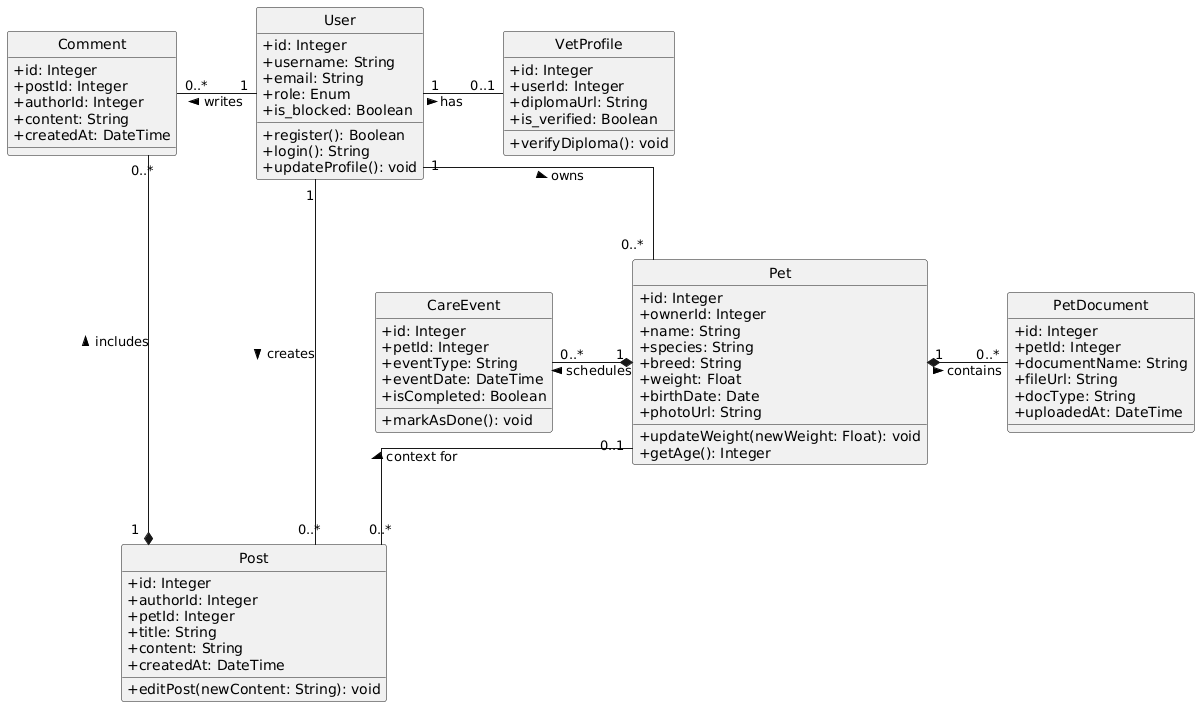 Comment
+id: Integer
+postId: Integer
+authorId: Integer
+content: String
+createdAt: DateTime
0..*
1
writes
User
+id: Integer
+username: String
+email: String
+role: Enum
+is_blocked: Boolean
+register(): Boolean
+login(): String
+updateProfile(): void
1
0..1
has
VetProfile
+id: Integer
+userId: Integer
+diplomaUrl: String
+is_verified: Boolean
+verifyDiploma(): void
1
owns
0..*
0..*
includes
1
1
creates
0..*
CareEvent
+id: Integer
+petId: Integer
+eventType: String
+eventDate: DateTime
+isCompleted: Boolean
+markAsDone(): void
0..*
1
schedules
Pet
+id: Integer
+ownerId: Integer
+name: String
+species: String
+breed: String
+weight: Float
+birthDate: Date
+photoUrl: String
+updateWeight(newWeight: Float): void
+getAge(): Integer
1
0..*
contains
PetDocument
+id: Integer
+petId: Integer
+documentName: String
+fileUrl: String
+docType: String
+uploadedAt: DateTime
0..1
context for
0..*
Post
+id: Integer
+authorId: Integer
+petId: Integer
+title: String
+content: String
+createdAt: DateTime
+editPost(newContent: String): void